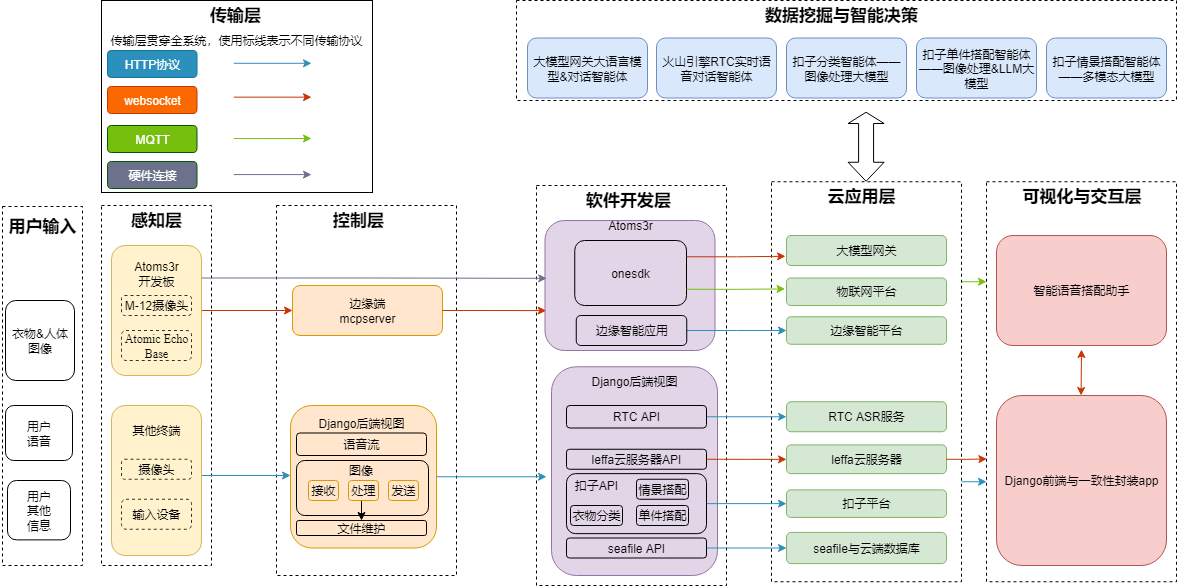 传输层
传输层贯穿全系统，使用标线表示不同传输协议
HTTP协议
websocket
MQTT
硬件连接
数据挖掘与智能决策
大模型网关大语言模
型&对话智能体
火山引擎RTC实时语
音对话智能体
扣子分类智能体——
图像处理大模型
扣子单件搭配智能体
——图像处理&LLM大
模型
扣子情景搭配智能体
——多模态大模型
用户输入
衣物&人体
图像
用户
语音
用户
其他
信息
感知层
Atoms3r
开发板
M-12摄像头
Atomic Echo
Base
其他终端
摄像头
输入设备
控制层
边缘端
mcpserver
Django后端视图
语音流
图像
接收
处理
发送
文件维护
软件开发层
Atoms3r
onesdk
边缘智能应用
Django后端视图
RTC API
leffa云服务器API
扣子API
情景搭配
衣物分类
单件搭配
seafile API
云应用层
大模型网关
物联网平台
边缘智能平台
RTC ASR服务
leffa云服务器
扣子平台
seafile与云端数据库
可视化与交互层
智能语音搭配助手
Django前端与一致性封装app